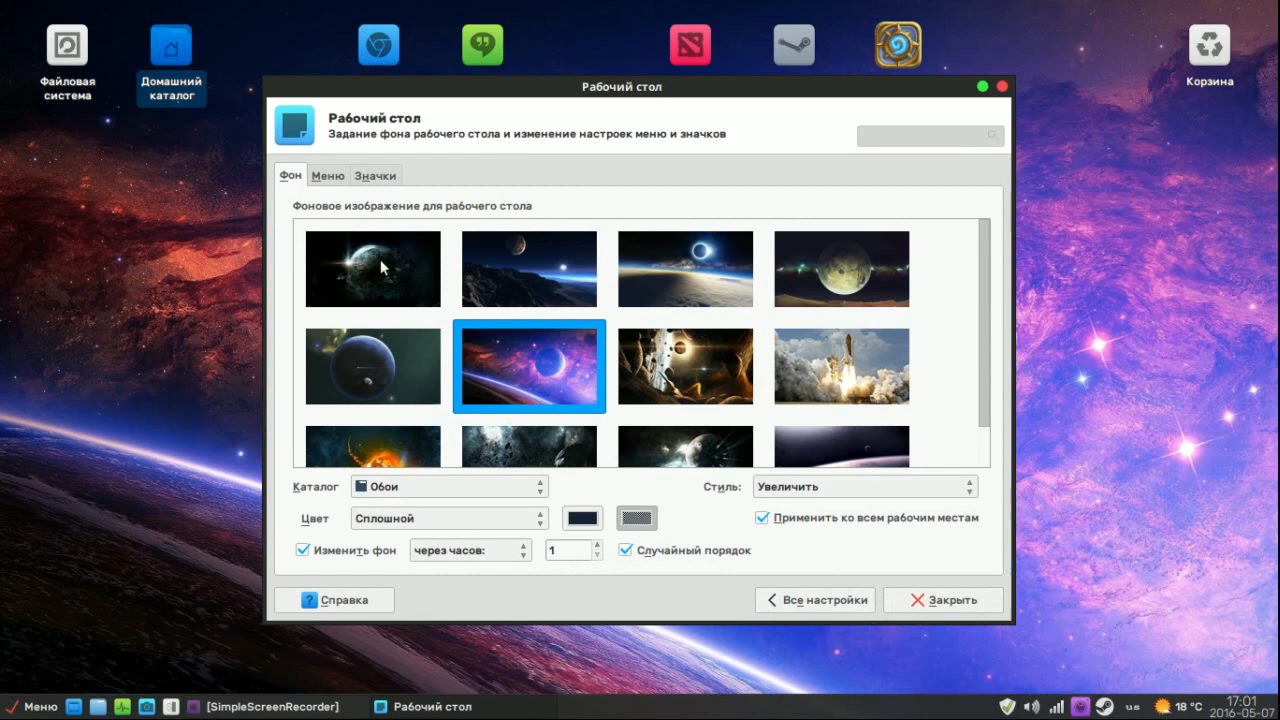 Файловая
система
Домашний
каталог
Корзина
Рабочий стол
Рабочий стол
Задание фона рабочего стола и изменение настроек меню и значков
Фон Меню Значки
Фоновое изображение для рабочего стола
Каталог Обои Стиль: Увеличить
Цвет Сплошной Применить ко всем рабочим местам
Изменить фон через часов: 1 Случайный порядок
? Справка Все настройки Закрыть
Меню [SimpleScreenRecorder] Рабочий стол us 18 °C 17:01
2016-05-07